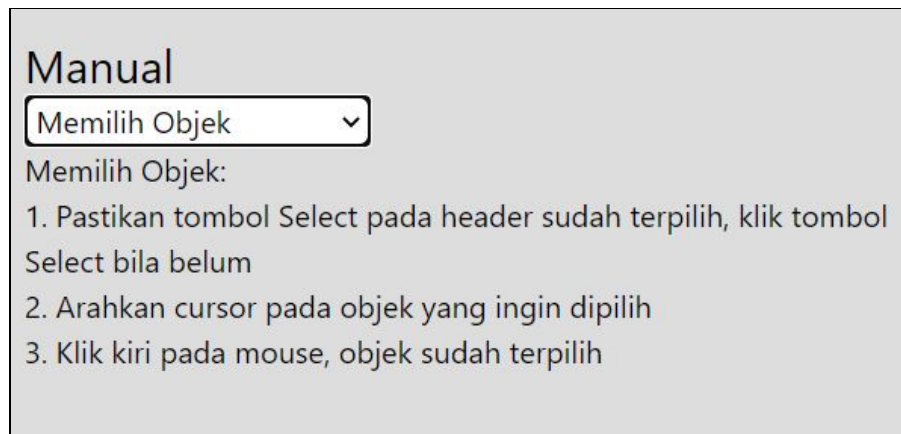 Manual
Memilih Objek
Memilih Objek:
1. Pastikan tombol Select pada header sudah terpilih, klik tombol
Select bila belum
2. Arahkan cursor pada objek yang ingin dipilih
3. Klik kiri pada mouse, objek sudah terpilih